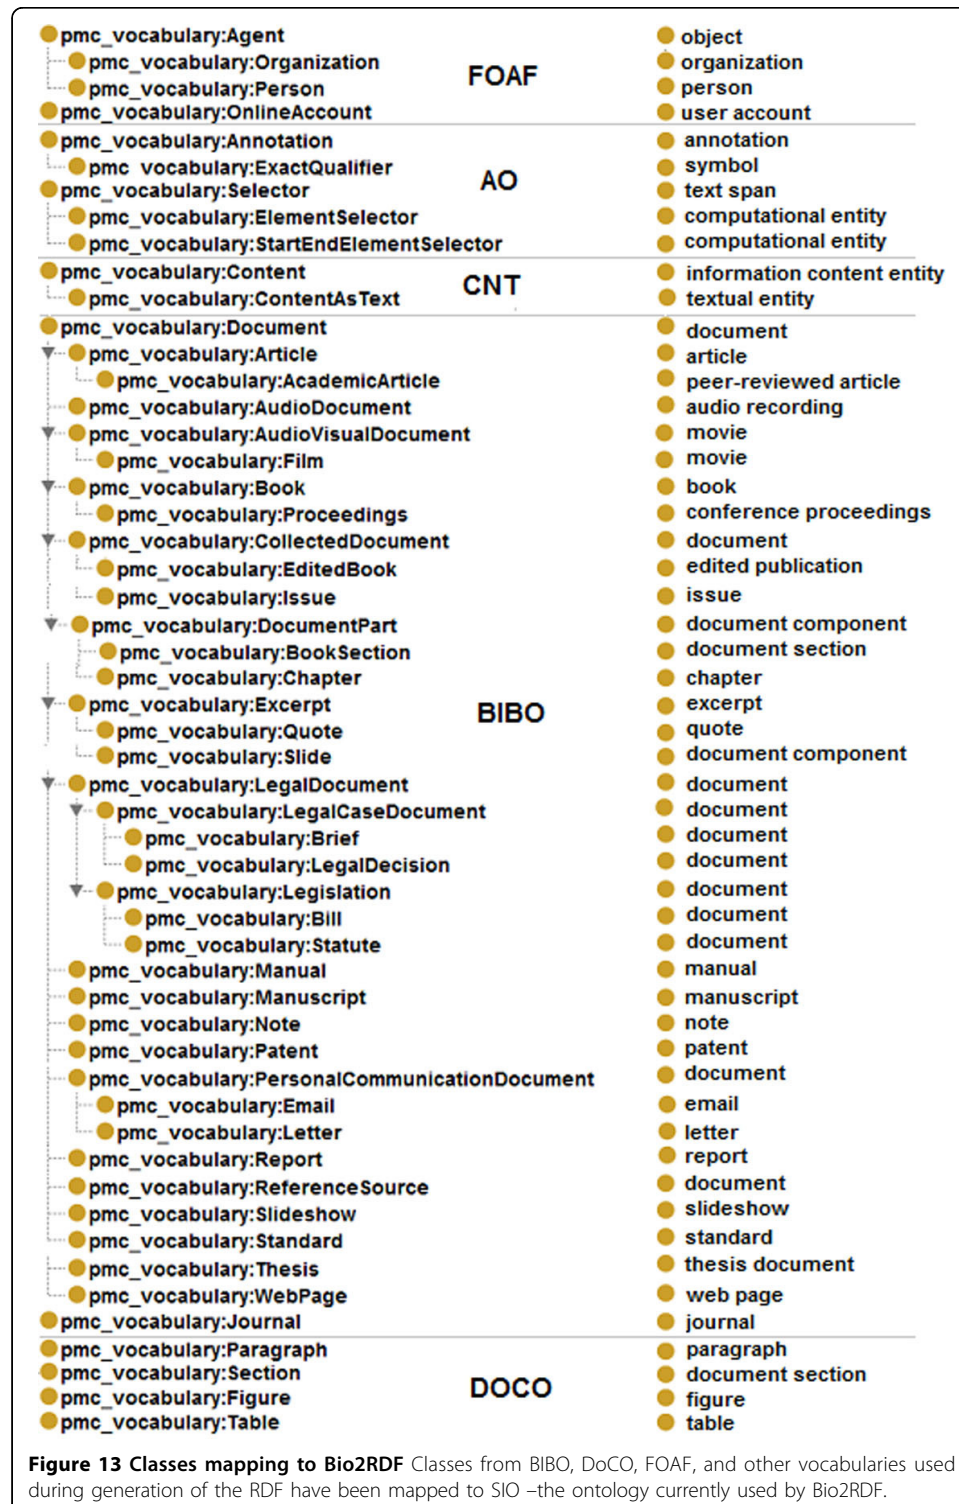 pmc_vocabulary:Agent object
pmc_vocabulary:Organization organization
FOAF
pmc_vocabulary:Person person
pmc_vocabulary:OnlineAccount user account
pmc_vocabulary:Annotation annotation
pmc_vocabulary:ExactQualifier symbol
AO
pmc_vocabulary:Selector text span
pmc_vocabulary:ElementSelector computational entity
pmc_vocabulary:StartEndElementSelector computational entity
pmc_vocabulary:Content information content entity
CNT
pmc_vocabulary:ContentAsText textual entity
pmc_vocabulary:Document document
pmc_vocabulary:Article article
pmc_vocabulary:AcademicArticle peer-reviewed article
pmc_vocabulary:AudioDocument audio recording
pmc_vocabulary:AudioVisualDocument movie
pmc_vocabulary:Film movie
pmc_vocabulary:Book book
pmc_vocabulary:Proceedings conference proceedings
pmc_vocabulary:CollectedDocument document
pmc_vocabulary:EditedBook edited publication
pmc_vocabulary:Issue issue
pmc_vocabulary:DocumentPart document component
pmc_vocabulary:BookSection document section
pmc_vocabulary:Chapter chapter
pmc_vocabulary:Excerpt excerpt
BIBO
pmc_vocabulary:Quote quote
pmc_vocabulary:Slide document component
pmc_vocabulary:LegalDocument document
pmc_vocabulary:LegalCaseDocument document
pmc_vocabulary:Brief document
pmc_vocabulary:LegalDecision document
pmc_vocabulary:Legislation document
pmc_vocabulary:Bill document
pmc_vocabulary:Statute document
pmc_vocabulary:Manual manual
pmc_vocabulary:Manuscript manuscript
pmc_vocabulary:Note note
pmc_vocabulary:Patent patent
pmc_vocabulary:PersonalCommunicationDocument document
pmc_vocabulary:Email email
pmc_vocabulary:Letter letter
pmc_vocabulary:Report report
pmc_vocabulary:ReferenceSource document
pmc_vocabulary:Slideshow slideshow
pmc_vocabulary:Standard standard
pmc_vocabulary:Thesis thesis document
pmc_vocabulary:WebPage web page
pmc_vocabulary:Journal journal
pmc_vocabulary:Paragraph paragraph
pmc_vocabulary:Section document section
DOCO
pmc_vocabulary:Figure figure
pmc_vocabulary:Table table
Figure 13 Classes mapping to Bio2RDF Classes from BIBO, DoCO, FOAF, and other vocabularies used
during generation of the RDF have been mapped to SIO –the ontology currently used by Bio2RDF.